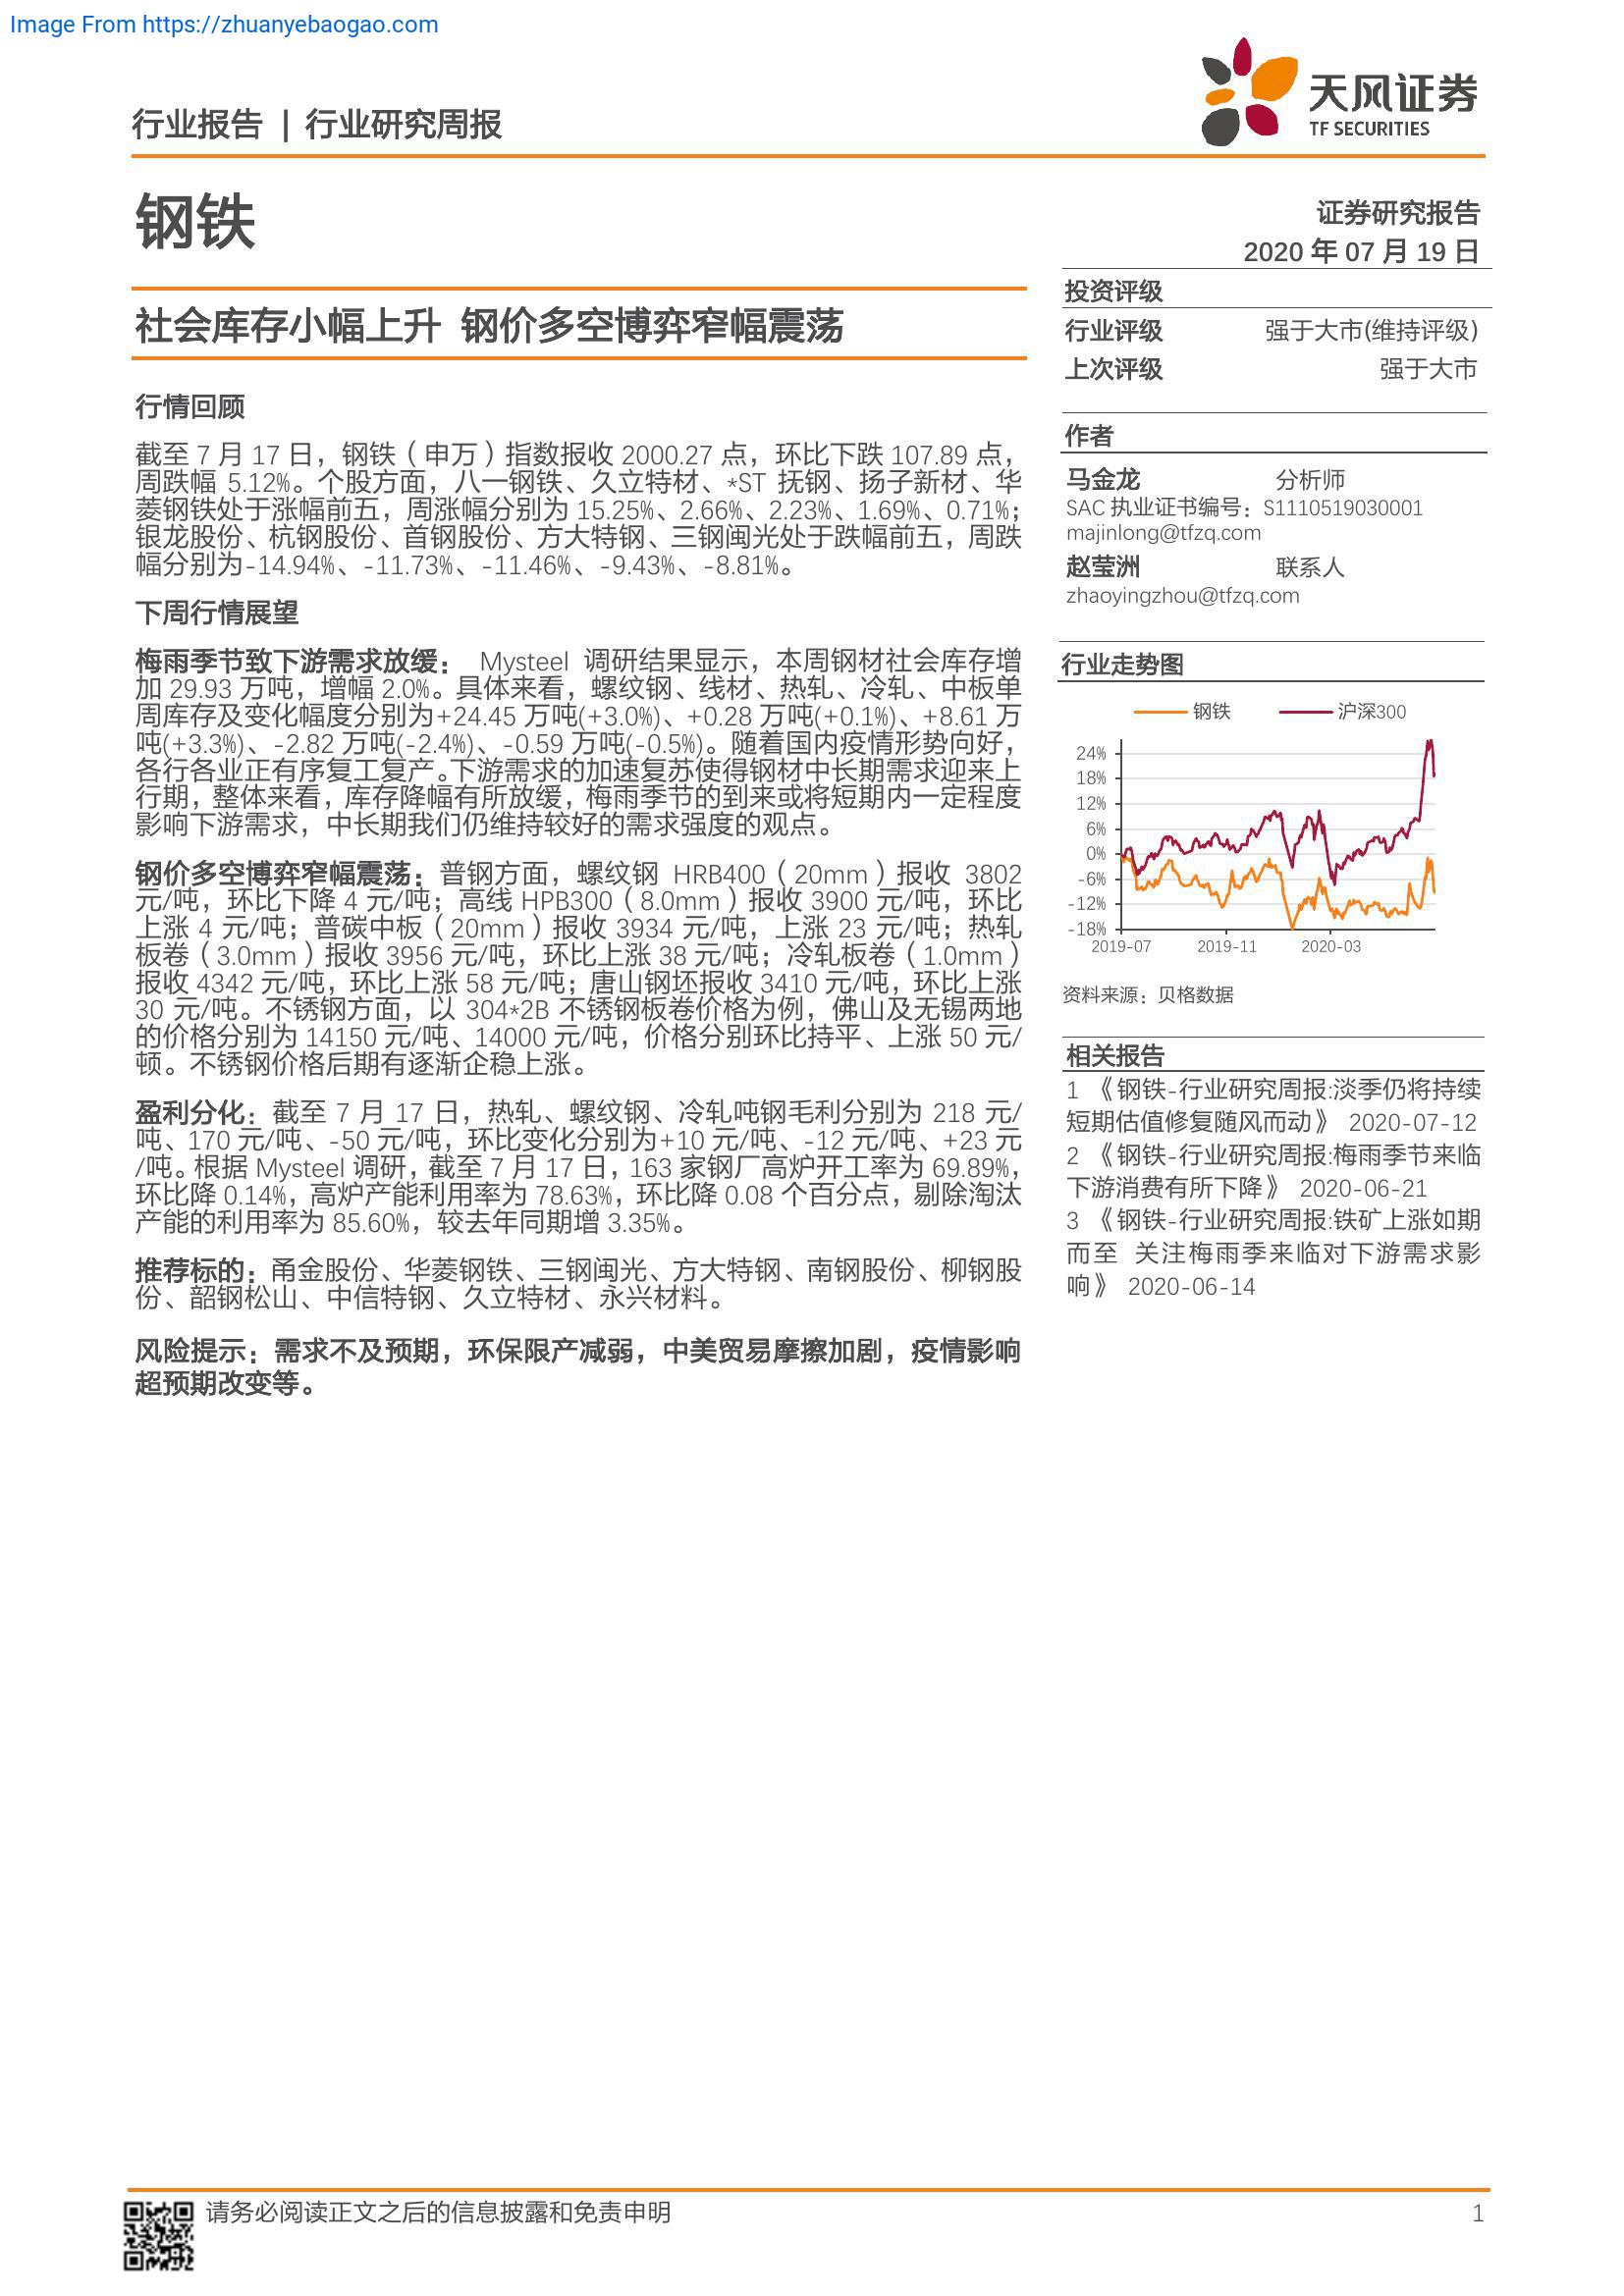 Image From https://zhuanyebaogao.com
行业报告 | 行业研究周报
天风证券
TF SECURITIES
钢铁
证券研究报告
2020 年 07 月 19 日
社会库存小幅上升 钢价多空博弈窄幅震荡
行情回顾
截至 7 月 17 日，钢铁（申万）指数报收 2000.27 点，环比下跌 107.89 点，
周跌幅 5.12%。个股方面，八一钢铁、久立特材、*ST 抚钢、扬子新材、华
菱钢铁处于涨幅前五，周涨幅分别为 15.25%、2.66%、2.23%、1.69%、0.71%；
银龙股份、杭钢股份、首钢股份、方大特钢、三钢闽光处于跌幅前五，周跌
幅分别为-14.94%、-11.73%、-11.46%、-9.43%、-8.81%。
下周行情展望
梅雨季节致下游需求放缓： Mysteel 调研结果显示，本周钢材社会库存增
加 29.93 万吨，增幅 2.0%。具体来看，螺纹钢、线材、热轧、冷轧、中板单
周库存及变化幅度分别为+24.45 万吨(+3.0%)、+0.28 万吨(+0.1%)、+8.61 万
吨(+3.3%)、-2.82 万吨(-2.4%)、-0.59 万吨(-0.5%)。随着国内疫情形势向好，
各行各业正有序复工复产。下游需求的加速复苏使得钢材中长期需求迎来上
行期，整体来看，库存降幅有所放缓，梅雨季节的到来或将短期内一定程度
影响下游需求，中长期我们仍维持较好的需求强度的观点。
钢价多空博弈窄幅震荡：普钢方面，螺纹钢 HRB400（20mm）报收 3802
元/吨，环比下降 4 元/吨；高线 HPB300（8.0mm）报收 3900 元/吨，环比
上涨 4 元/吨；普碳中板（20mm）报收 3934 元/吨，上涨 23 元/吨；热轧
板卷（3.0mm）报收 3956 元/吨，环比上涨 38 元/吨；冷轧板卷（1.0mm）
报收 4342 元/吨，环比上涨 58 元/吨；唐山钢坯报收 3410 元/吨，环比上涨
30 元/吨。不锈钢方面，以 304*2B 不锈钢板卷价格为例，佛山及无锡两地
的价格分别为 14150 元/吨、14000 元/吨，价格分别环比持平、上涨 50 元/
顿。不锈钢价格后期有逐渐企稳上涨。
盈利分化：截至 7 月 17 日，热轧、螺纹钢、冷轧吨钢毛利分别为 218 元/
吨、170 元/吨、-50 元/吨，环比变化分别为+10 元/吨、-12 元/吨、+23 元
/吨。根据 Mysteel 调研，截至 7 月 17 日，163 家钢厂高炉开工率为 69.89%，
环比降 0.14%，高炉产能利用率为 78.63%，环比降 0.08 个百分点，剔除淘汰
产能的利用率为 85.60%，较去年同期增 3.35%。
推荐标的：甬金股份、华菱钢铁、三钢闽光、方大特钢、南钢股份、柳钢股
份、韶钢松山、中信特钢、久立特材、永兴材料。
风险提示：需求不及预期，环保限产减弱，中美贸易摩擦加剧，疫情影响
超预期改变等。
投资评级
行业评级 强于大市(维持评级)
上次评级 强于大市
作者
马金龙 分析师
SAC 执业证书编号：S1110519030001
majinlong@tfzq.com
赵莹洲 联系人
zhaoyingzhou@tfzq.com
行业走势图
钢铁 沪深300
24%
18%
12%
6%
0%
-6%
-12%
-18%
2019-07 2019-11 2020-03
资料来源：贝格数据
相关报告
1 《钢铁-行业研究周报:淡季仍将持续
短期估值修复随风而动》 2020-07-12
2 《钢铁-行业研究周报:梅雨季节来临
下游消费有所下降》 2020-06-21
3 《钢铁-行业研究周报:铁矿上涨如期
而至 关注梅雨季来临对下游需求影
响》 2020-06-14
请务必阅读正文之后的信息披露和免责申明
1